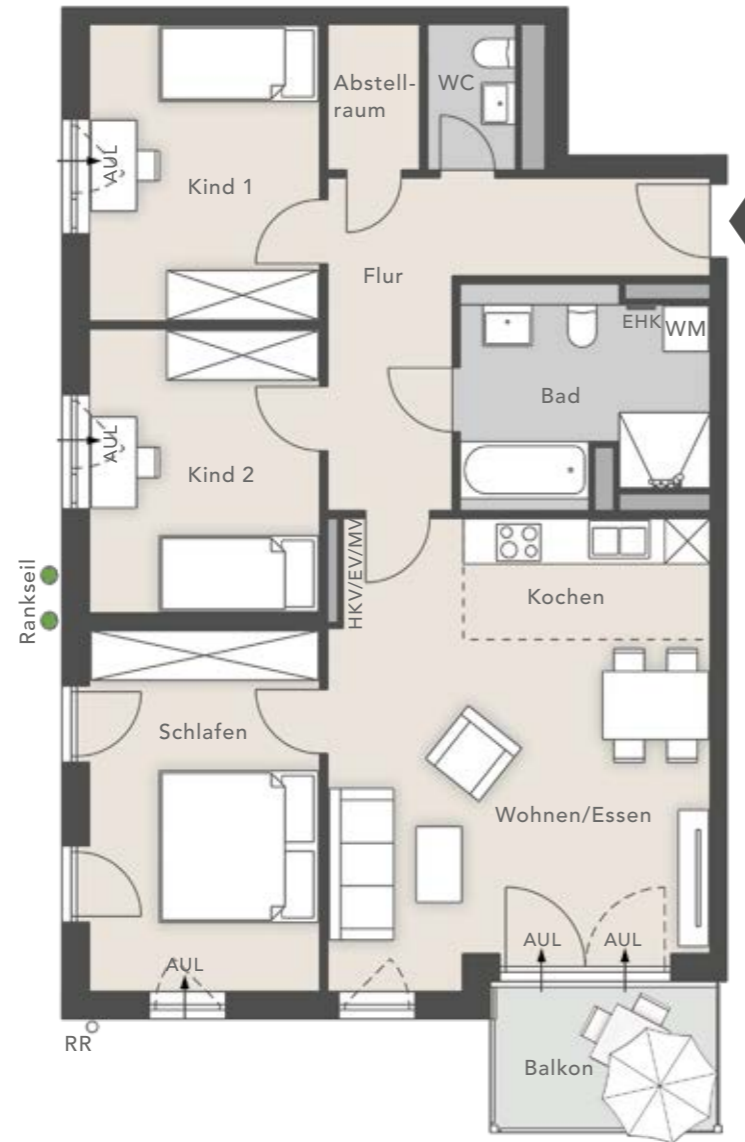 Abstell-
raum
WC
AUL
Kind 1
Flur
EHK
WM
Bad
AUL
Kind 2
HKV/EV/MV
Rankseil
Kochen
Schlafen
Wohnen/Essen
AUL
AUL
AUL
RR
Balkon